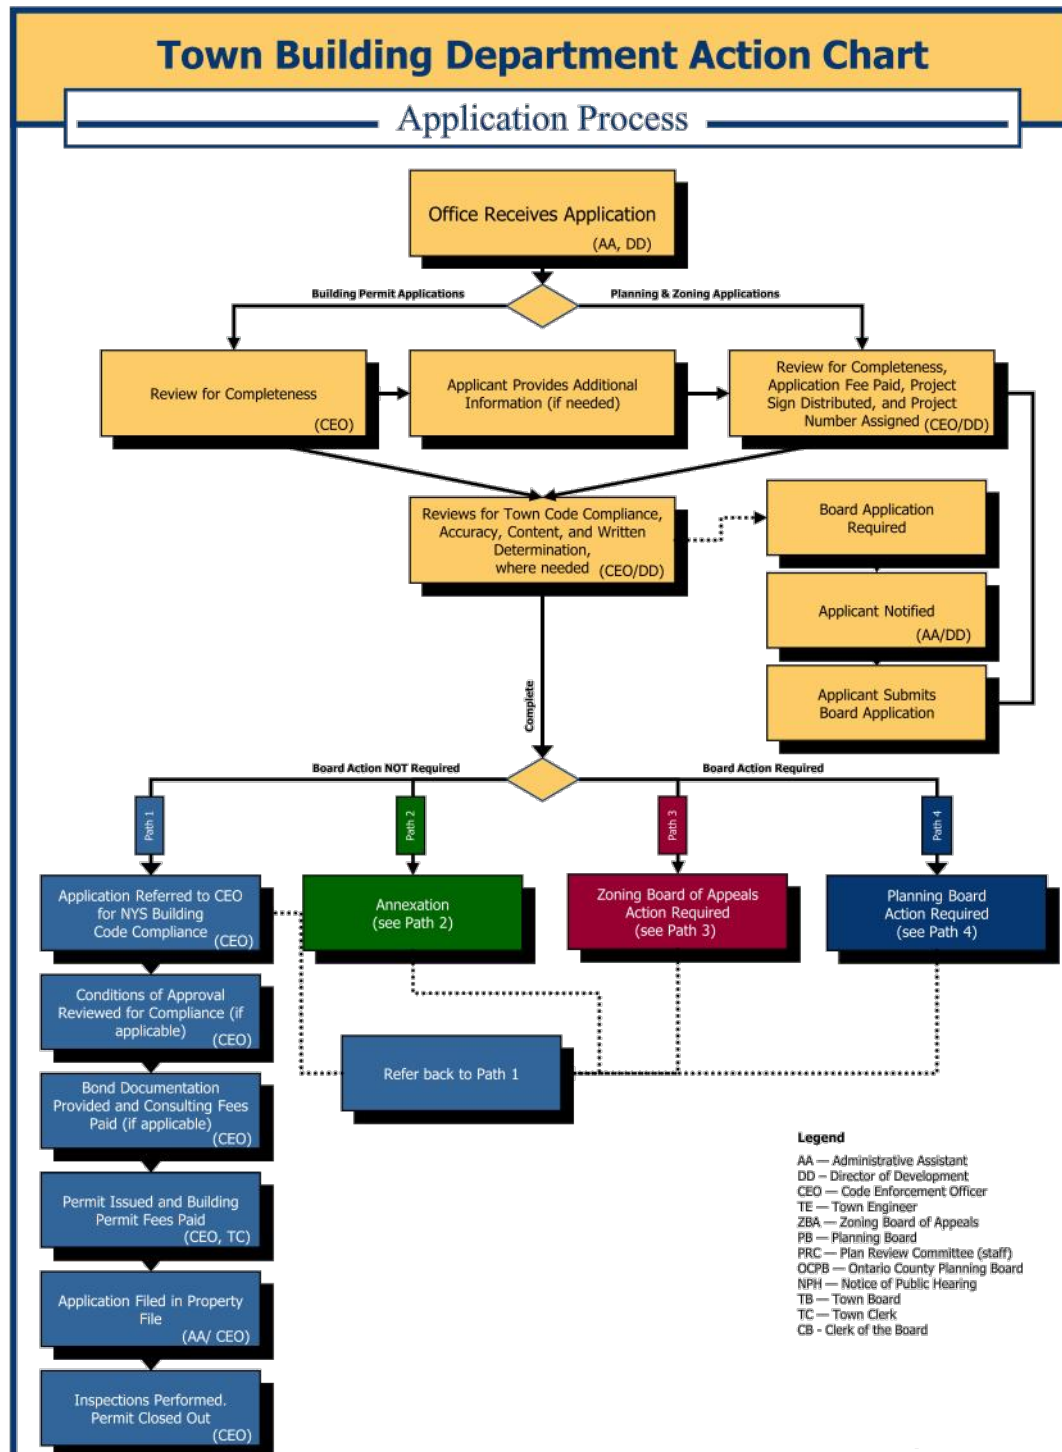 Town Building Department Action Chart
Application Process
Office Receives Application
(AA, DD)
Building Permit Applications
Planning & Zoning Applications
Review for Completeness
(CEO)
Applicant Provides Additional
Information (if needed)
Review for Completeness,
Application Fee Paid, Project
Sign Distributed, and Project
Number Assigned (CEO/DD)
Reviews for Town Code Compliance,
Accuracy, Content, and Written
Determination,
where needed (CEO/DD)
Board Application
Required
Applicant Notified
(AA/DD)
Applicant Submits
Board Application
Complete
Board Action NOT Required
Board Action Required
Path 1
Path 2
Path 3
Path 4
Application Referred to CEO
for NYS Building
Code Compliance
(CEO)
Annexation
(see Path 2)
Zoning Board of Appeals
Action Required
(see Path 3)
Planning Board
Action Required
(see Path 4)
Conditions of Approval
Reviewed for Compliance (if
applicable)
(CEO)
Refer back to Path 1
Bond Documentation
Provided and Consulting Fees
Paid (if applicable)
(CEO)
Permit Issued and Building
Permit Fees Paid
(CEO, TC)
Application Filed in Property
File
(AA/ CEO)
Inspections Performed.
Permit Closed Out
(CEO)
Legend
AA — Administrative Assistant
DD – Director of Development
CEO — Code Enforcement Officer
TE — Town Engineer
ZBA — Zoning Board of Appeals
PB — Planning Board
PRC — Plan Review Committee (staff)
OCPB — Ontario County Planning Board
NPH — Notice of Public Hearing
TB — Town Board
TC — Town Clerk
CB - Clerk of the Board